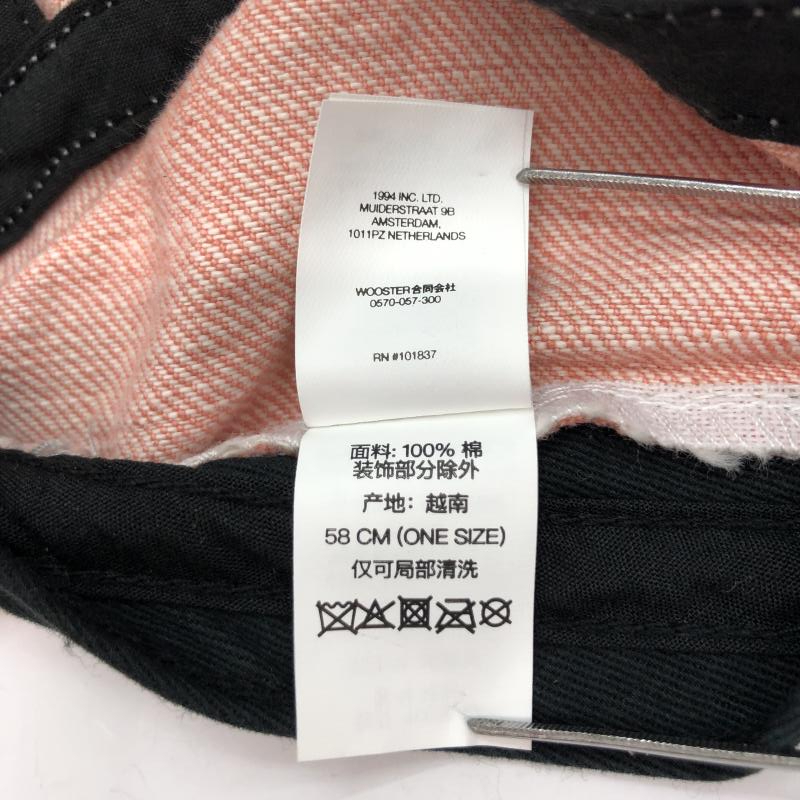 1994 INC. LTD.
MUIDERSTRAAT 9B
AMSTERDAM,
1011PZ NETHERLANDS
WOOSTER合同会社
0570-057-300
RN #101837
面料: 100% 棉
装饰部分除外
产地: 越南
58 CM (ONE SIZE)
仅可局部清洗